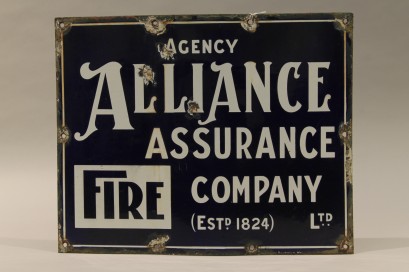 AGENCY
ALLIANCE
ASSURANCE
FIRE COMPANY
(ESTD 1824) LTD